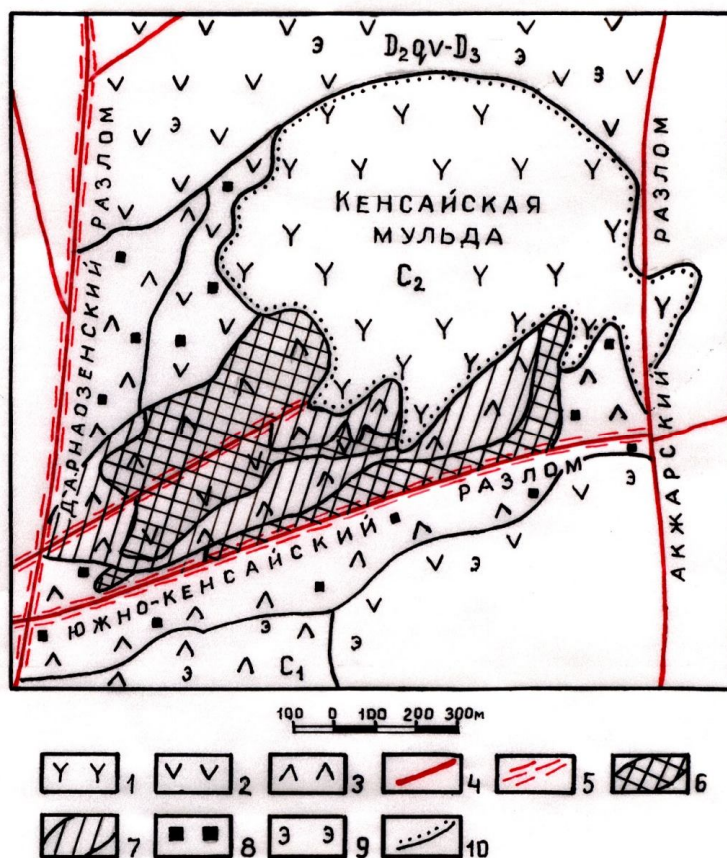 D₂qv-D₃
ДЖАРНАОЗЕНСКИЙ РАЗЛОМ
КЕНСАЙСКАЯ
МУЛЬДА
C₂
АКЖАРСКИЙ РАЗЛОМ
ЮЖНО-КЕНСАЙСКИЙ РАЗЛОМ
C₁
100 0 100 200 300м
1 2 3 4 5 6
7 8 9 10